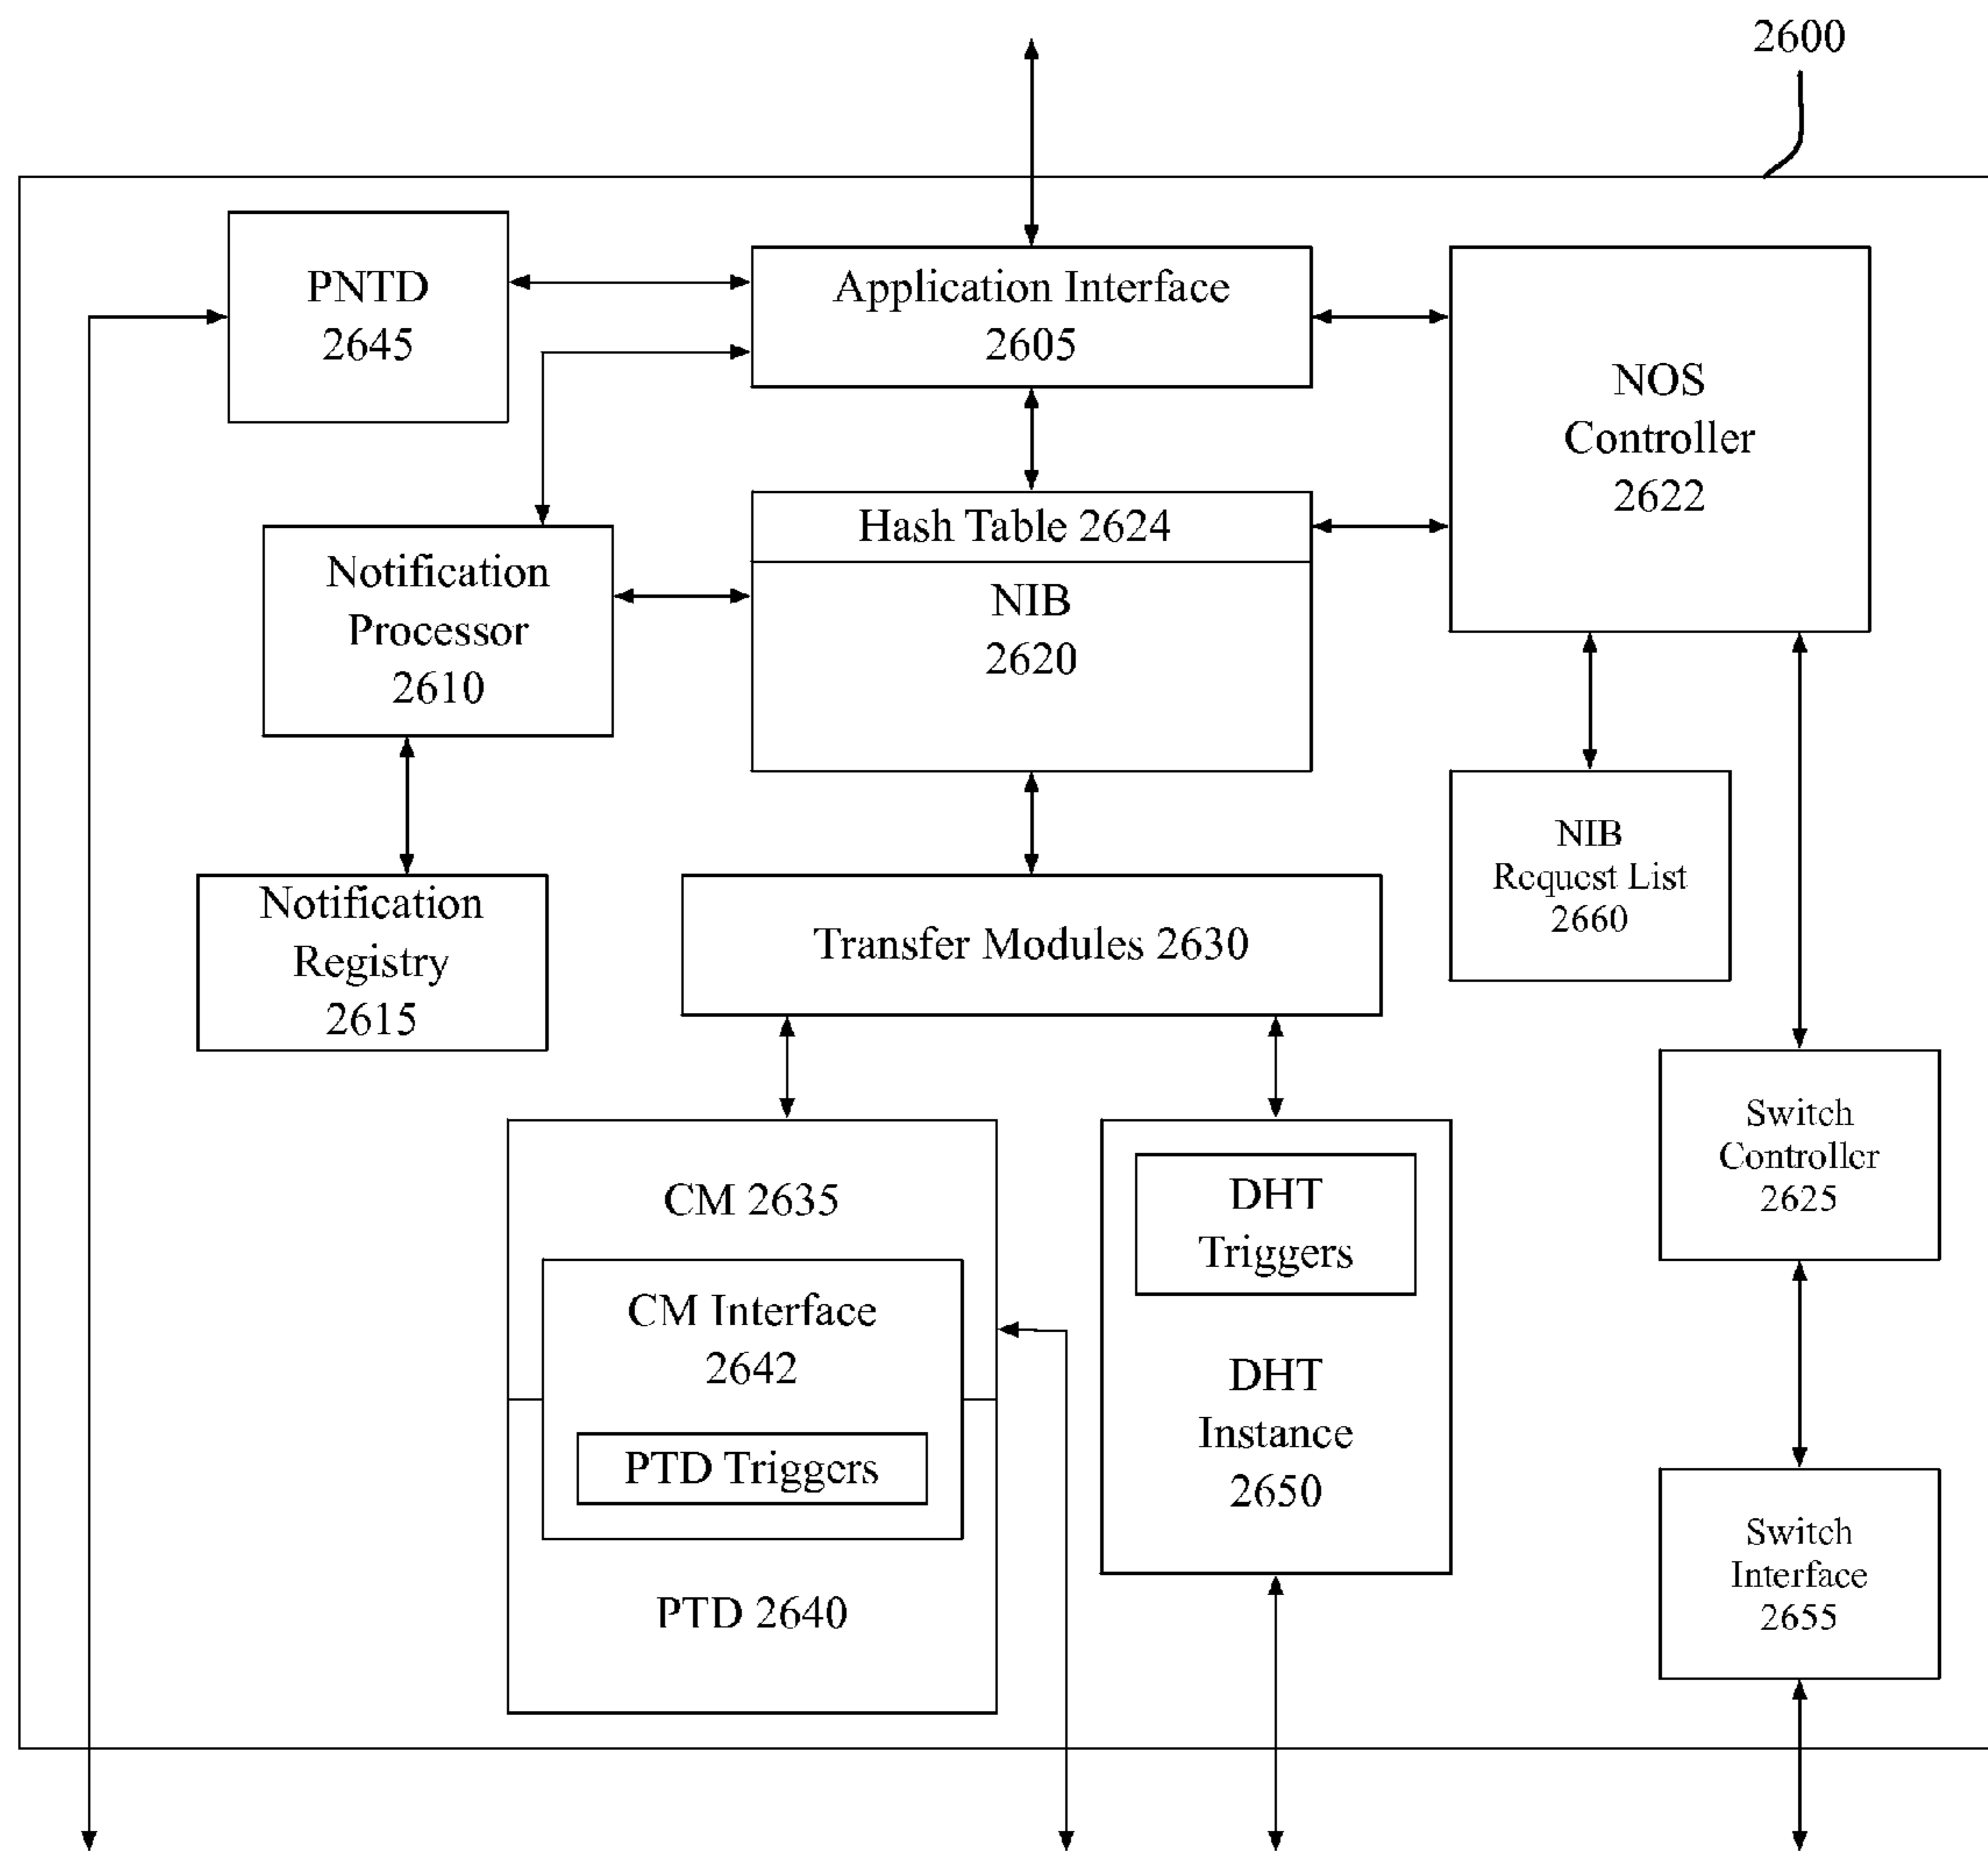 2600
PNTD
2645
Application Interface
2605
NOS
Controller
2622
Hash Table 2624
NIB
2620
Notification
Processor
2610
NIB
Request List
2660
Notification
Registry
2615
Transfer Modules 2630
Switch
Controller
2625
CM 2635
CM Interface
2642
PTD Triggers
PTD 2640
DHT
Triggers
DHT
Instance
2650
Switch
Interface
2655